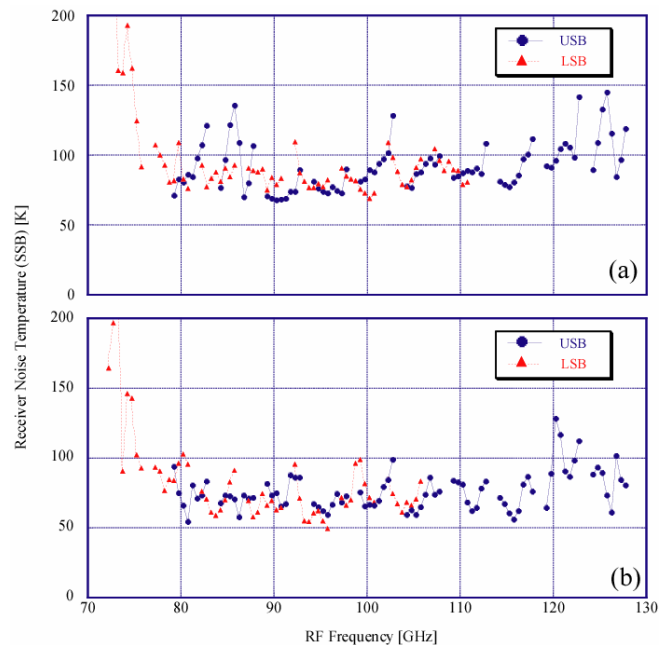 200
USB
LSB
150
100
50
(a)
0
Receiver Noise Temperature (SSB) [K]
200
USB
LSB
150
100
50
(b)
0
70 80 90 100 110 120 130
RF Frequency [GHz]